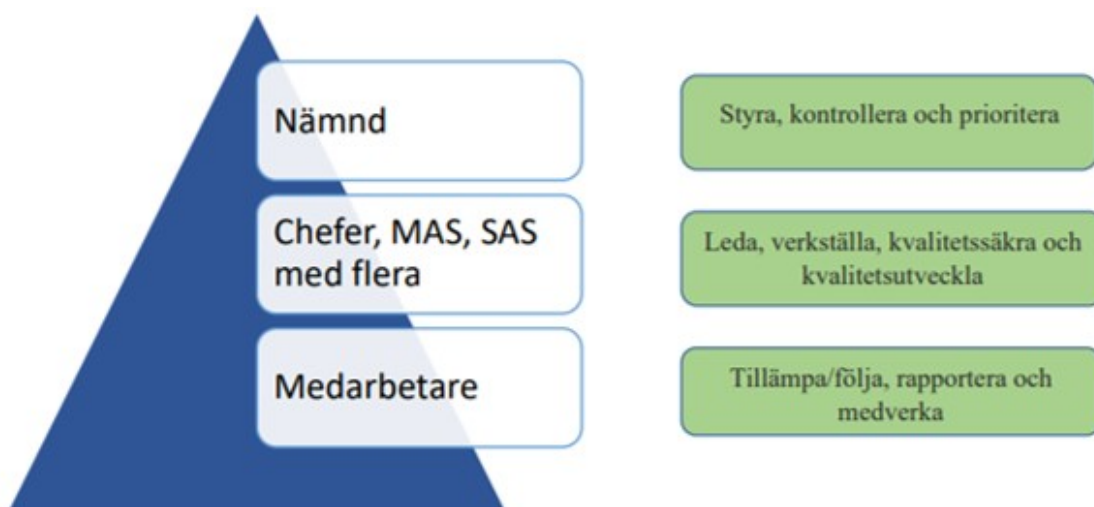 Nämnd
Styra, kontrollera och prioritera
Chefer, MAS, SAS
med flera
Leda, verkställa, kvalitetssäkra och
kvalitetsutveckla
Medarbetare
Tillämpa/följa, rapportera och
medverka